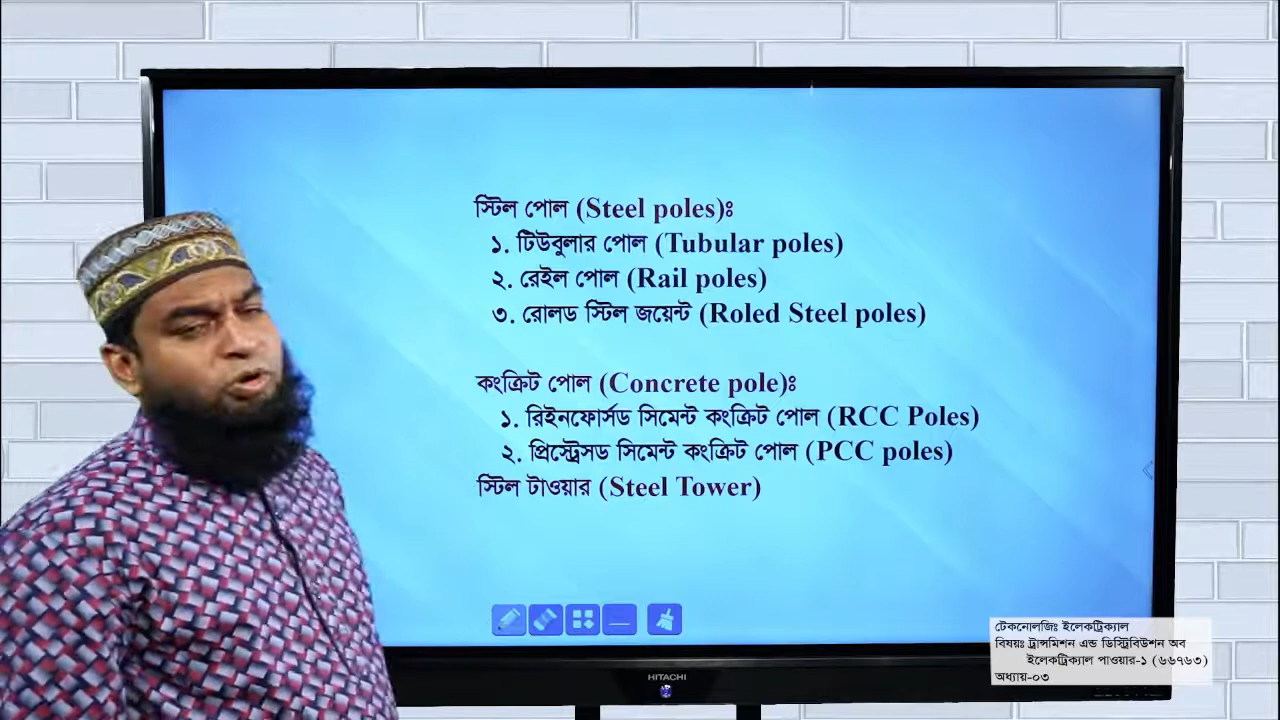 স্টিল পোল (Steel poles)ঃ
১. টিউবুলার পোল (Tubular poles)
২. রেইল পোল (Rail poles)
৩. রোলড স্টিল জয়েন্ট (Roled Steel poles)
কংক্রিট পোল (Concrete pole)ঃ
১. রিইনফোর্সড সিমেন্ট কংক্রিট পোল (RCC Poles)
২. প্রিস্ট্রেসড সিমেন্ট কংক্রিট পোল (PCC poles)
স্টিল টাওয়ার (Steel Tower)
টেকনোলজিঃ ইলেকট্রিক্যাল
বিষয়ঃ ট্রান্সমিশন এন্ড ডিস্ট্রিবিউশন অব
ইলেকট্রিক্যাল পাওয়ার-১ (৬৬৭৬৩)
অধ্যায়-০৩
HITACHI